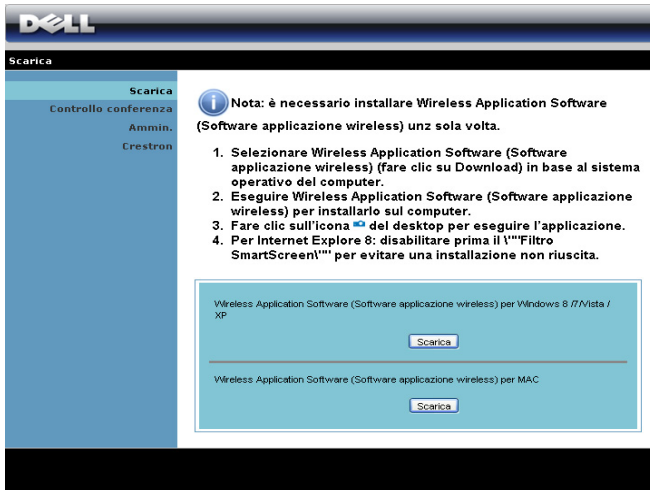 DELL
Scarica
Scarica
Controllo conferenza
Ammin.
Crestron
Nota: è necessario installare Wireless Application Software
(Software applicazione wireless) unz sola volta.
1. Selezionare Wireless Application Software (Software
applicazione wireless) (fare clic su Download) in base al sistema
operativo del computer.
2. Eseguire Wireless Application Software (Software applicazione
wireless) per installarlo sul computer.
3. Fare clic sull'icona del desktop per eseguire l'applicazione.
4. Per Internet Explore 8: disabilitare prima il \'""Filtro
SmartScreen\'"" per evitare una installazione non riuscita.
Wireless Application Software (Software applicazione wireless) per Windows 8 /7/Vista /
XP
Scarica
Wireless Application Software (Software applicazione wireless) per MAC
Scarica